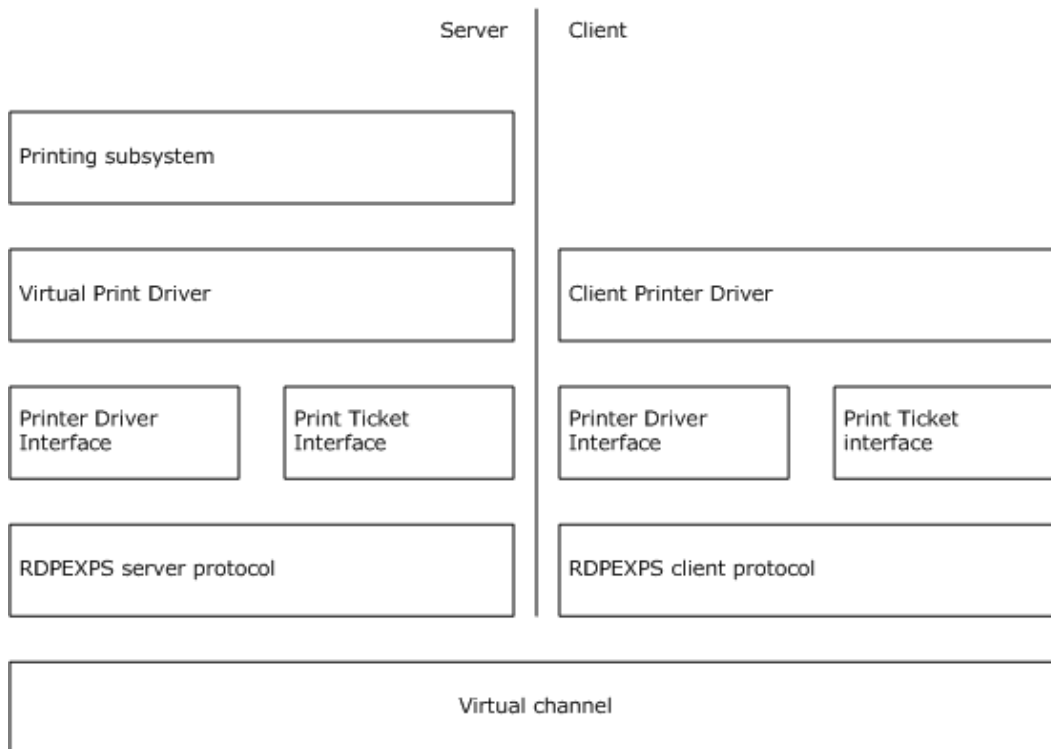 Server
Client
Printing subsystem
Virtual Print Driver
Client Printer Driver
Printer Driver
Interface
Print Ticket
Interface
Printer Driver
Interface
Print Ticket
interface
RDPEXPS server protocol
RDPEXPS client protocol
Virtual channel